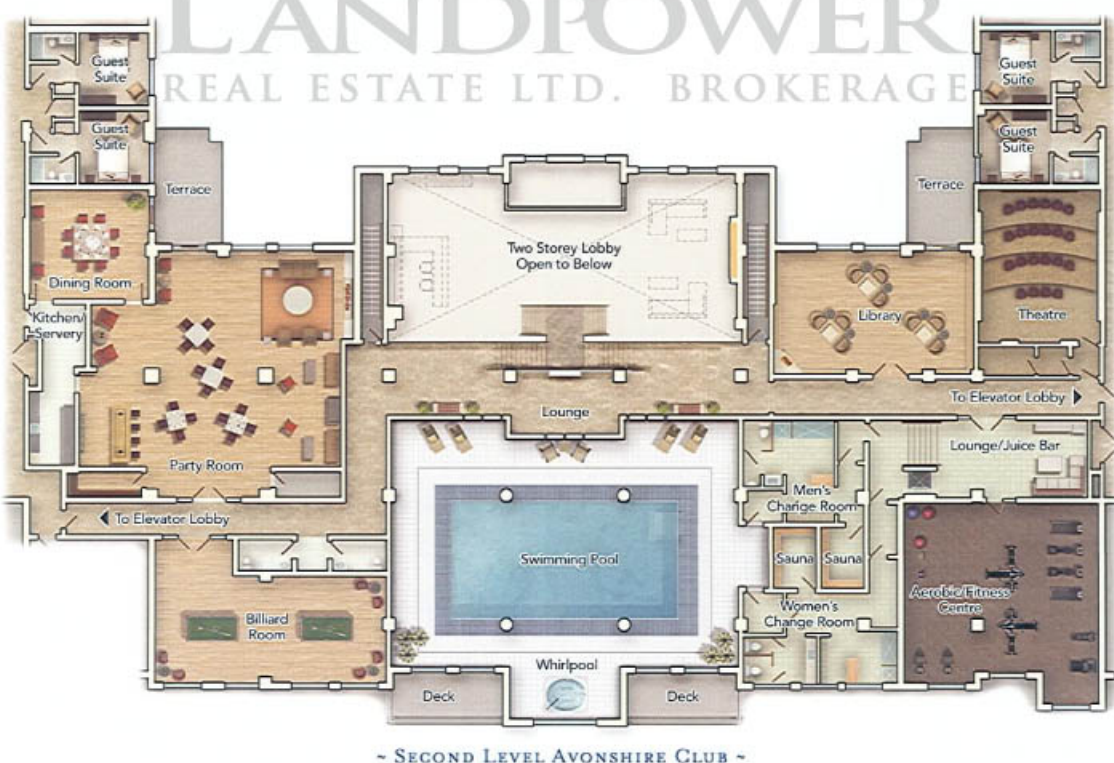 LANDPOWER
REAL ESTATE LTD. BROKERAGE
Guest
Suite
Guest
Suite
Guest
Suite
Guest
Suite
Terrace
Terrace
Two Storey Lobby
Open to Below
Dining Room
Kitchen/
Servery
Library
Theatre
To Elevator Lobby
Lounge
Lounge/Juice Bar
Party Room
Men's
Change Room
To Elevator Lobby
Swimming Pool
Sauna
Sauna
Aerobic/Fitness
Centre
Billiard
Room
Women's
Change Room
Whirlpool
Deck
Deck
~ SECOND LEVEL AVONSHIRE CLUB ~